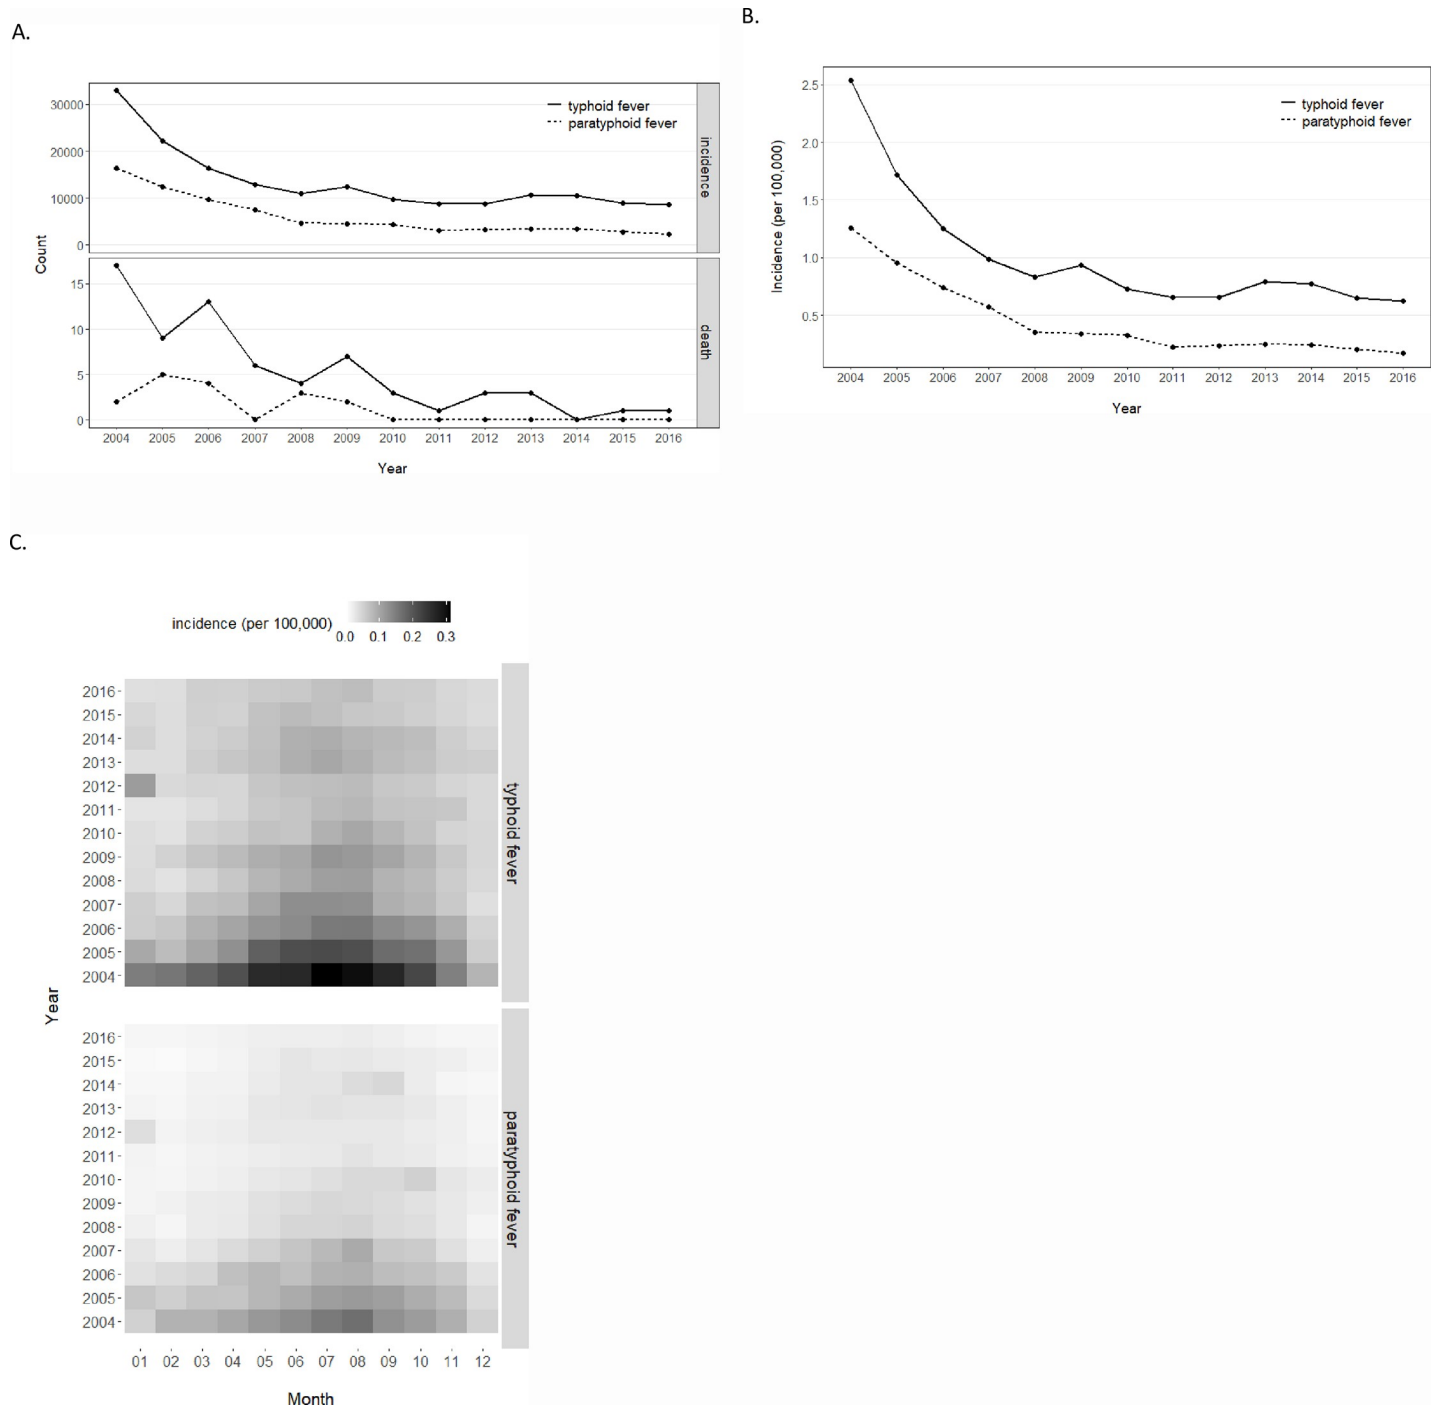 A.
typhoid fever
paratyphoid fever
30000
20000
10000
0
incidence
Count
15
10
5
0
death
2004 2005 2006 2007 2008 2009 2010 2011 2012 2013 2014 2015 2016
Year
B.
typhoid fever
paratyphoid fever
2.5
2.0
1.5
1.0
0.5
Incidence (per 100,000)
2004 2005 2006 2007 2008 2009 2010 2011 2012 2013 2014 2015 2016
Year
C.
incidence (per 100,000)
0.0 0.1 0.2 0.3
2016
2015
2014
2013
2012
2011
2010
2009
2008
2007
2006
2005
2004
typhoid fever
Year
2016
2015
2014
2013
2012
2011
2010
2009
2008
2007
2006
2005
2004
paratyphoid fever
01 02 03 04 05 06 07 08 09 10 11 12
Month